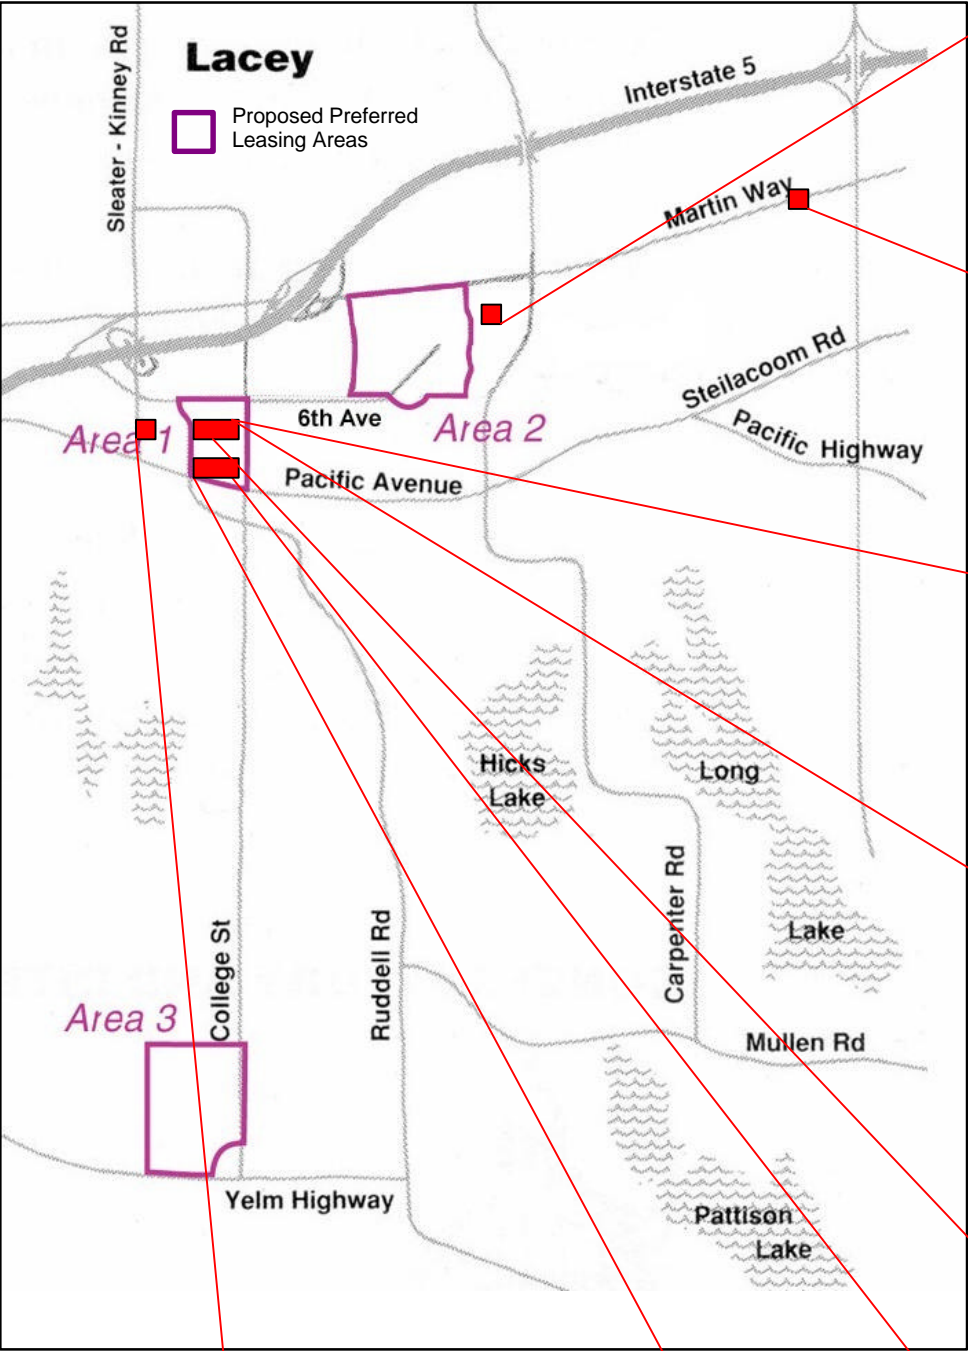 Lacey
Proposed Preferred
Leasing Areas
Sleater - Kinney Rd
Interstate 5
Martin Way
Steilacoom Rd
Pacific Highway
6th Ave
Area 1
Area 2
Pacific Avenue
Hicks
Lake
Long
Lake
College St
Ruddell Rd
Carpenter Rd
Area 3
Mullen Rd
Yelm Highway
Pattison
Lake